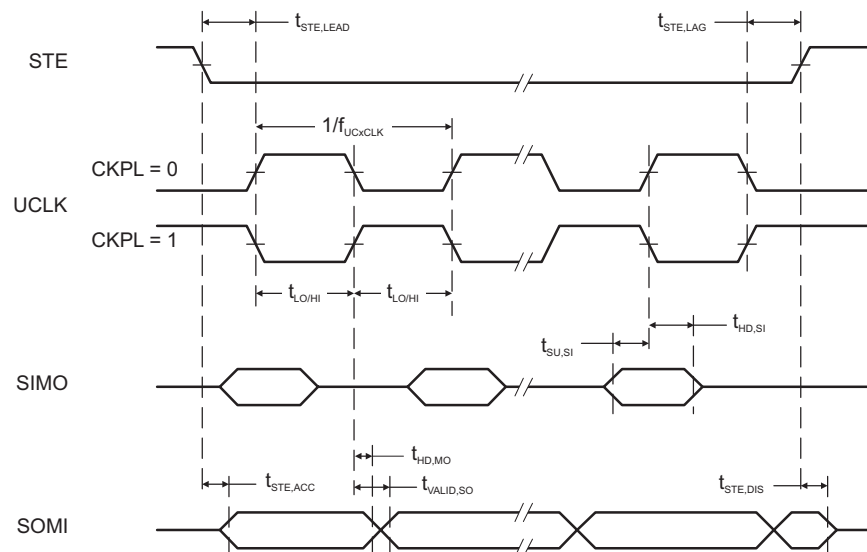 tSTE,LEAD
tSTE,LAG
STE
1/fUCxCLK
CKPL = 0
UCLK
CKPL = 1
tLO/HI
tLO/HI
tHD,SI
tSU,SI
SIMO
tHD,MO
tSTE,ACC
tVALID,SO
tSTE,DIS
SOMI